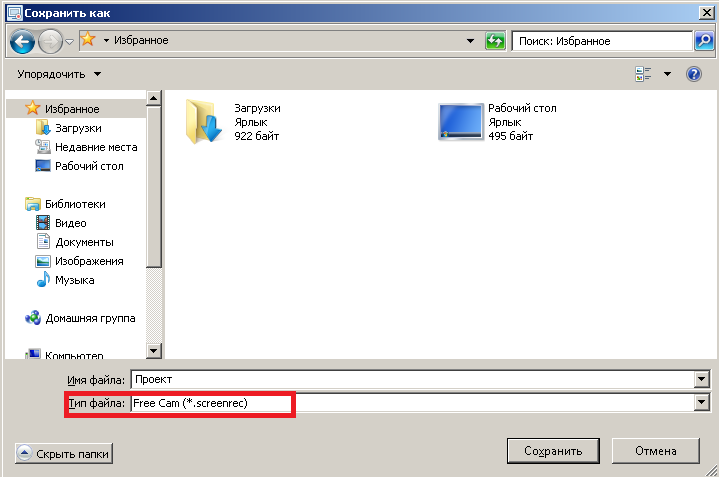 Сохранить как
Избранное
Поиск: Избранное
Упорядочить
Избранное
Загрузки
Недавние места
Рабочий стол
Библиотеки
Видео
Документы
Изображения
Музыка
Домашняя группа
Компьютер
Загрузки
Ярлык
922 байт
Рабочий стол
Ярлык
495 байт
Имя файла: Проект
Тип файла: Free Cam (*.screenrec)
Скрыть папки
Сохранить
Отмена